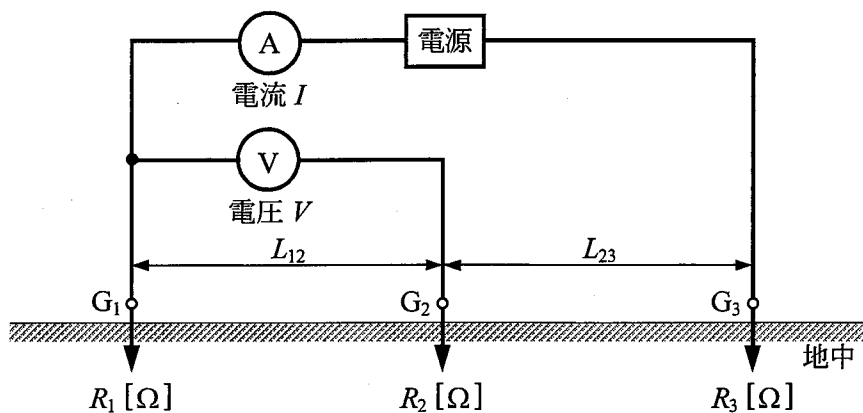 A 電源
電流 I
V
電圧 V
L12 L23
G1 G2 G3
地中
R1 [Ω] R2 [Ω] R3 [Ω]